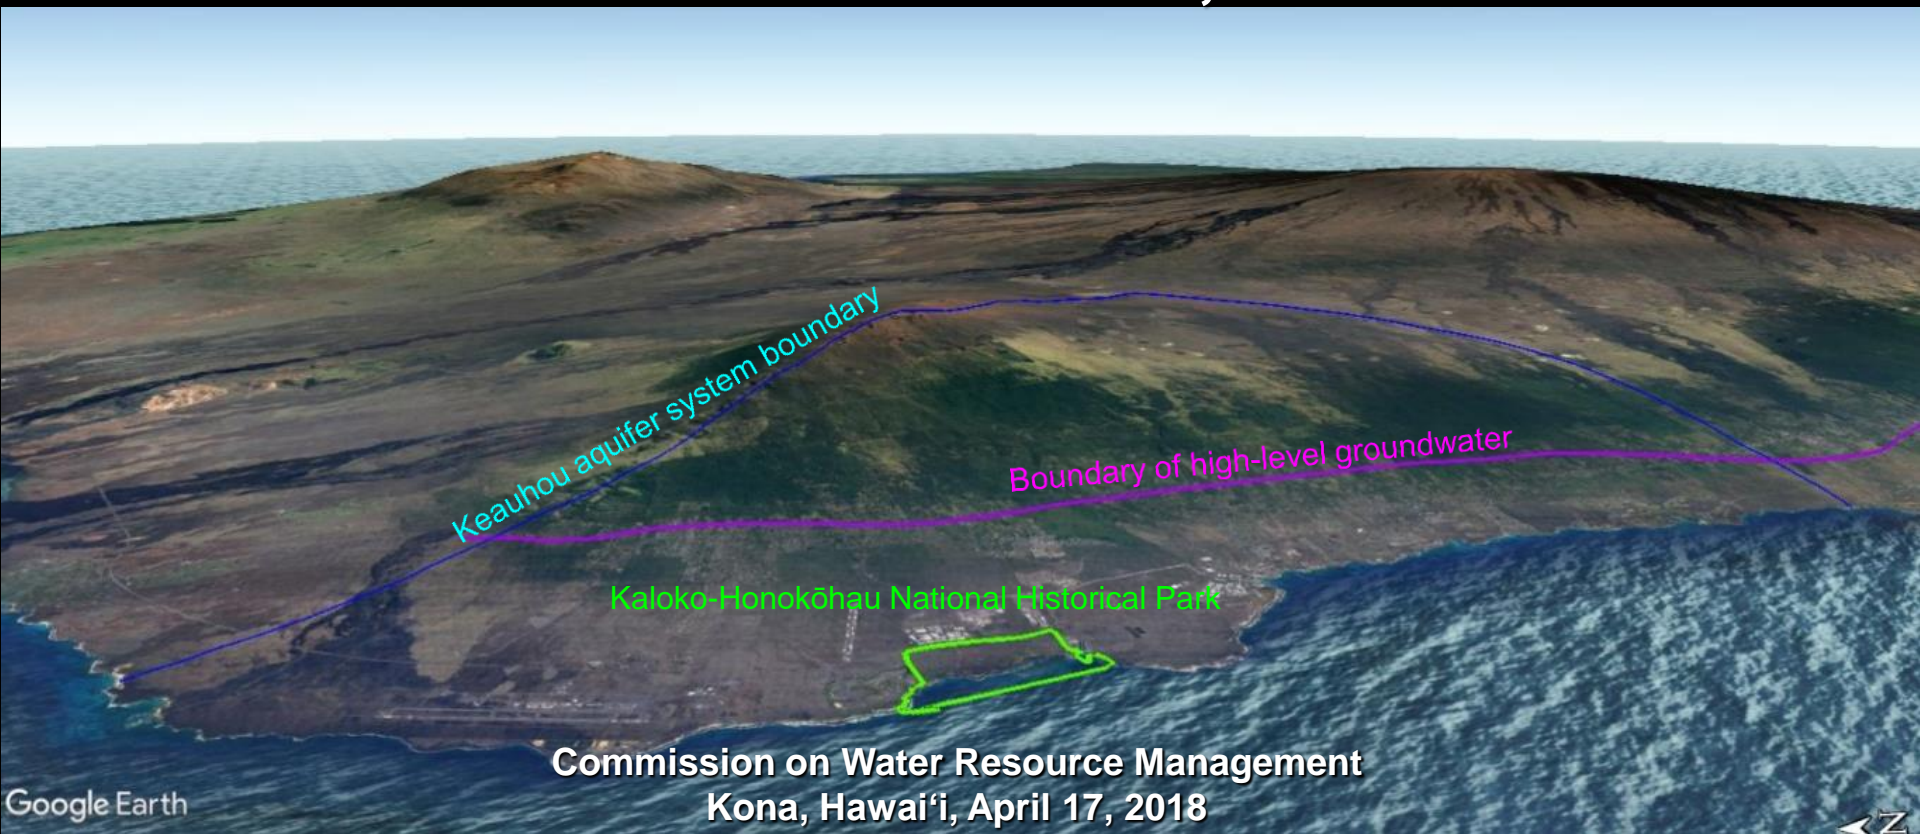 Keauhou aquifer system boundary
Boundary of high-level groundwater
Kaloko-Honokōhau National Historical Park
Commission on Water Resource Management
Kona, Hawaiʻi, April 17, 2018
Google Earth
Z